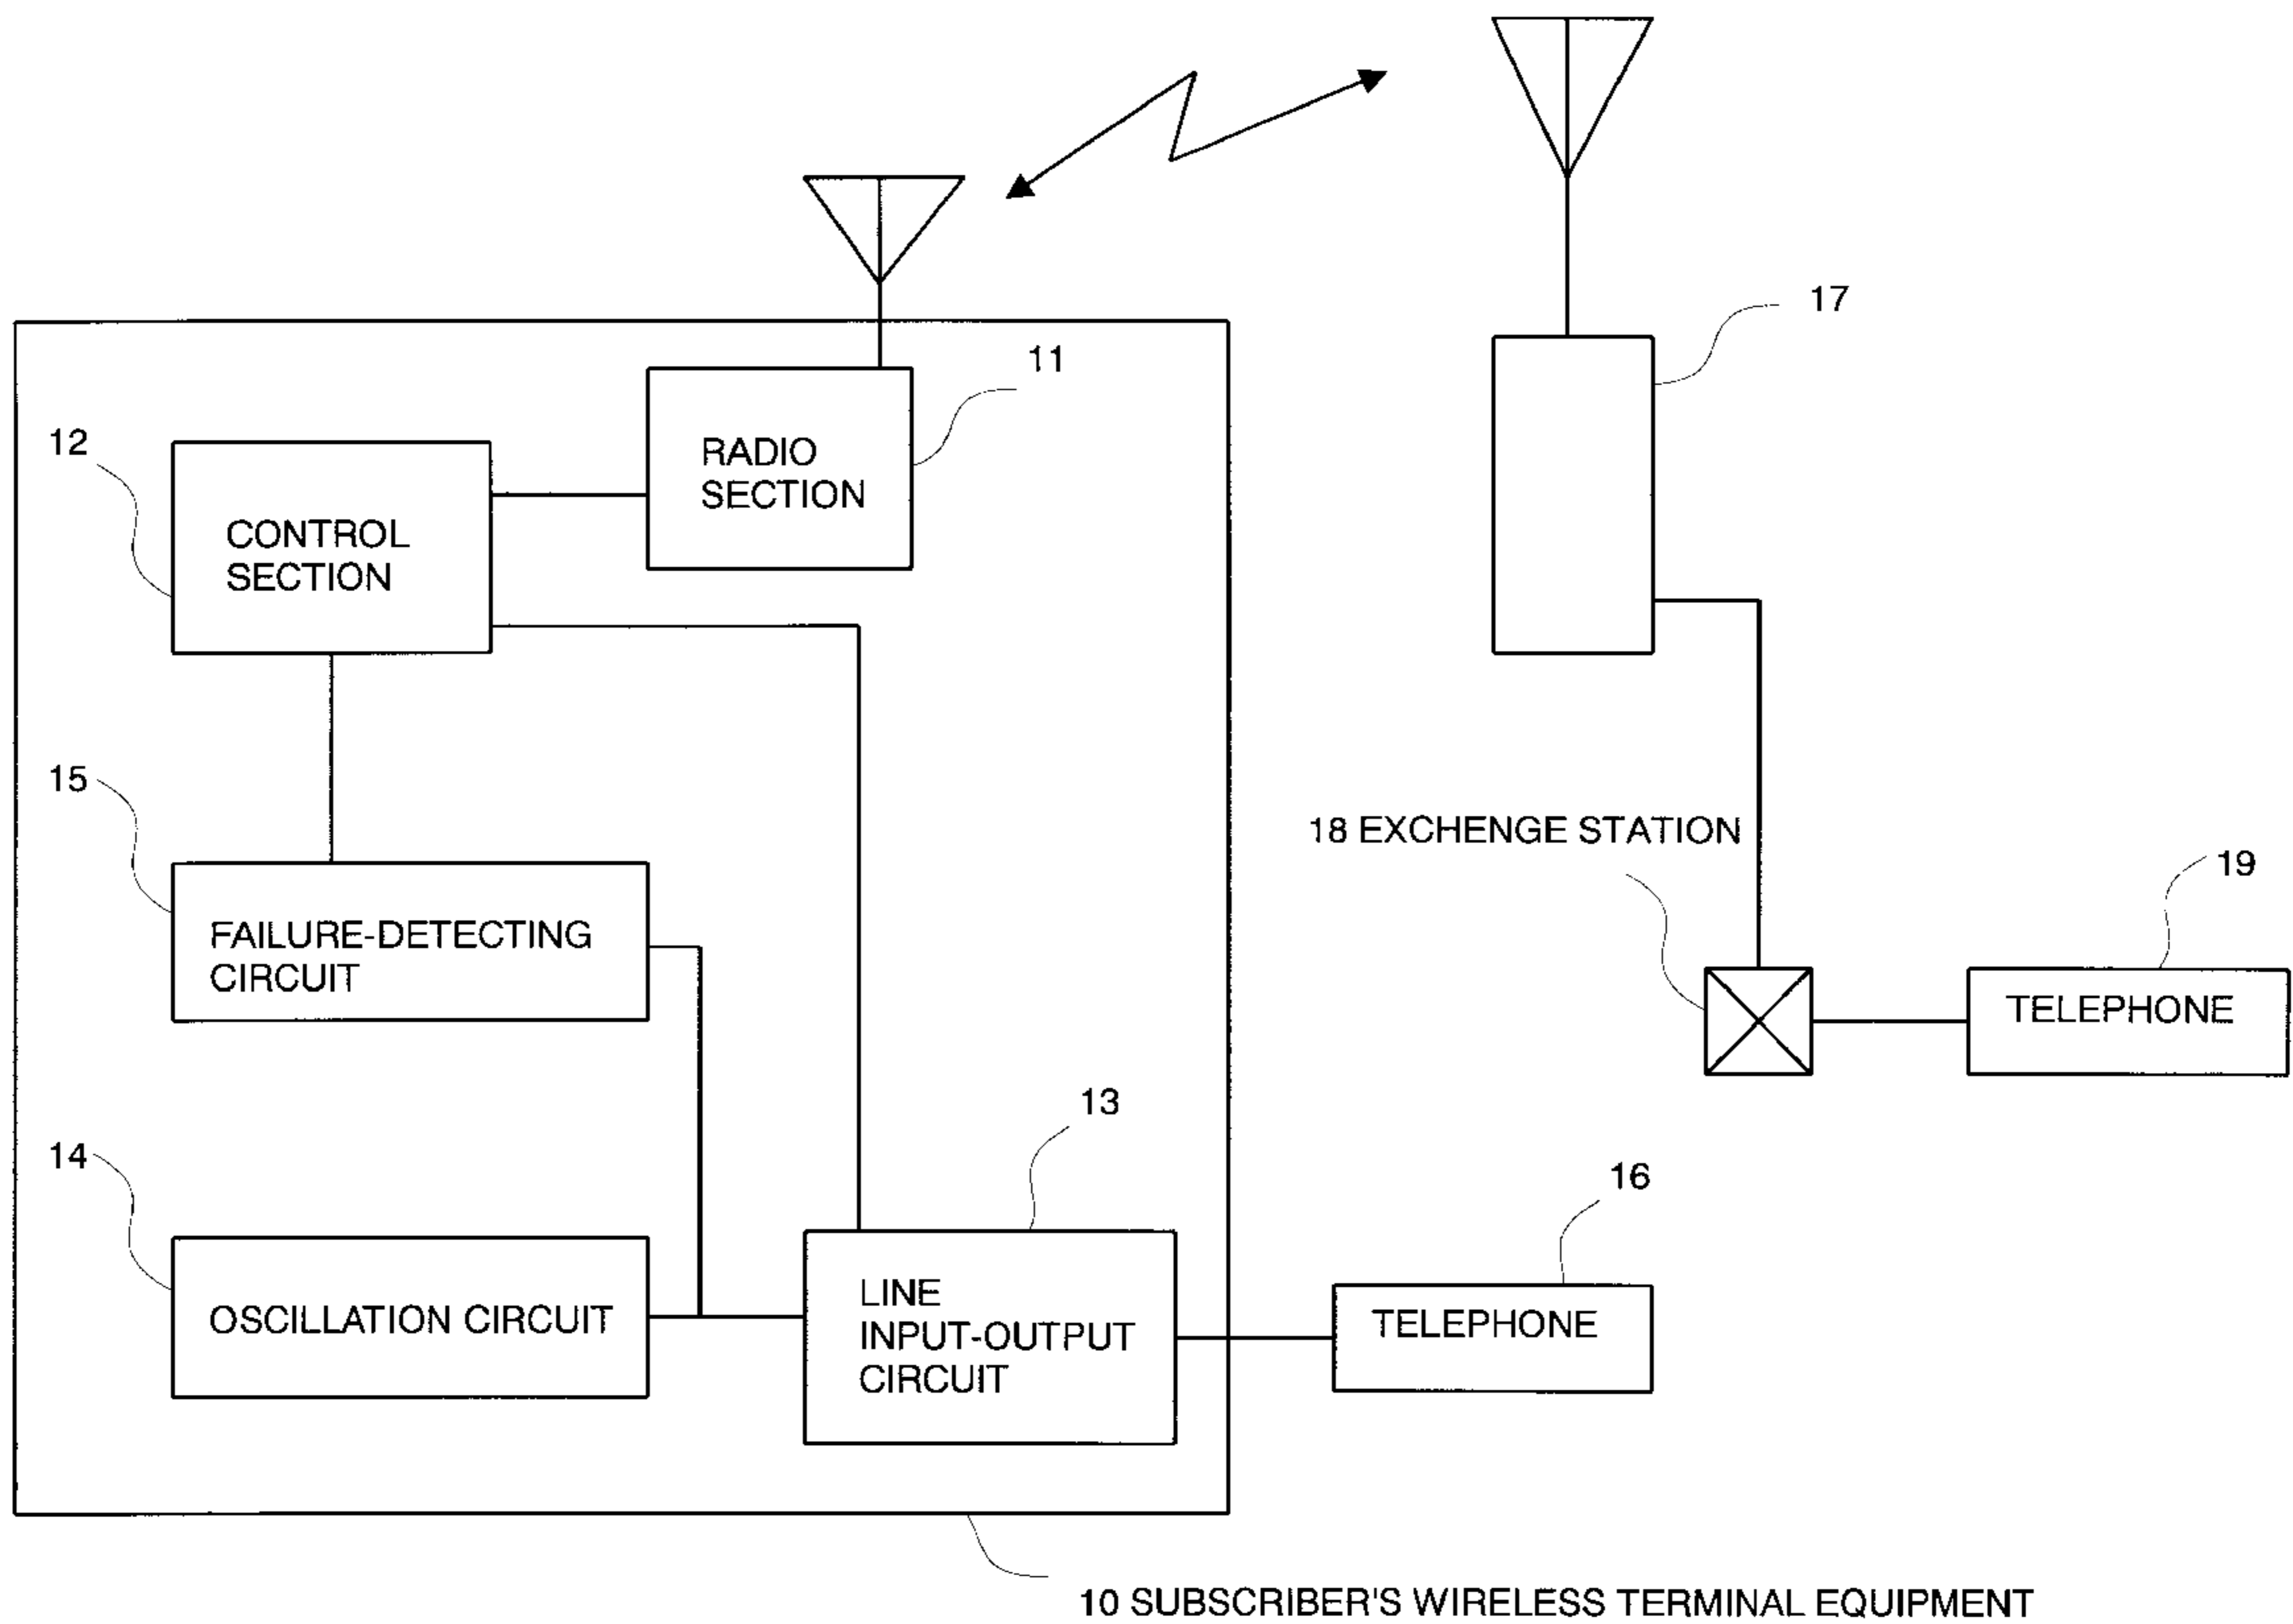 17
11
RADIO
SECTION
12
CONTROL
SECTION
15
18 EXCHENGE STATION
19
FAILURE-DETECTING
CIRCUIT
TELEPHONE
13
14
16
LINE
INPUT-OUTPUT
CIRCUIT
OSCILLATION CIRCUIT
TELEPHONE
10 SUBSCRIBER'S WIRELESS TERMINAL EQUIPMENT